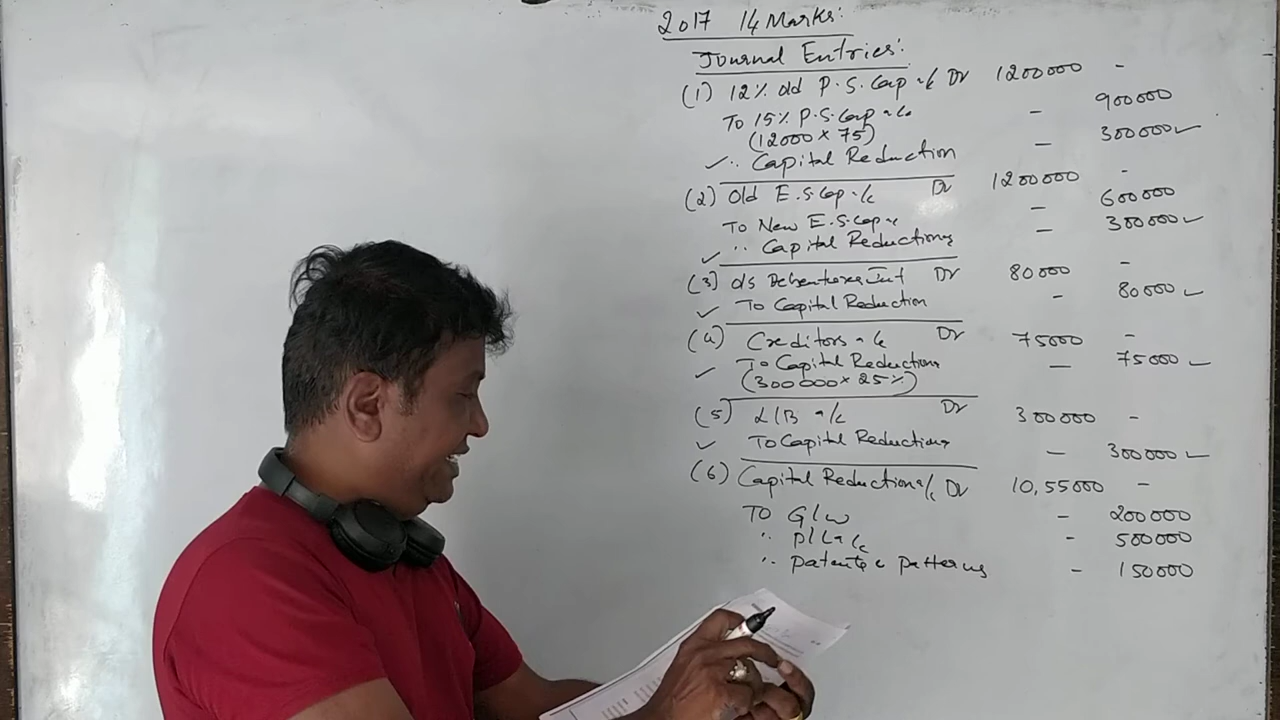 2017 14 Marks:
Journal Entries:
(1) 12% old P.S. Cap a/c Dr 1200000 -
To 15% P.S. Cap a/c - 900000
(12000 x 75)
✓ ,, Capital Reduction - 300000 ✓
(2) Old E.S Cap a/c Dr 1200000 -
To New E.S. Cap a/c - 600000
✓ ,, Capital Reduction - 300000 ✓
(3) O/S Debentures Int Dr 80000 -
✓ To Capital Reduction - 80000 ✓
(4) Creditors a/c Dr 75000 -
✓ To Capital Reduction - 75000 ✓
(300000 x 25%)
(5) L/B a/c Dr 300000 -
✓ To Capital Reduction - 300000 ✓
(6) Capital Reduction a/c Dr 10,55000 -
To G/w - 200000
,, P/L a/c - 500000
,, patents & patterns - 150000